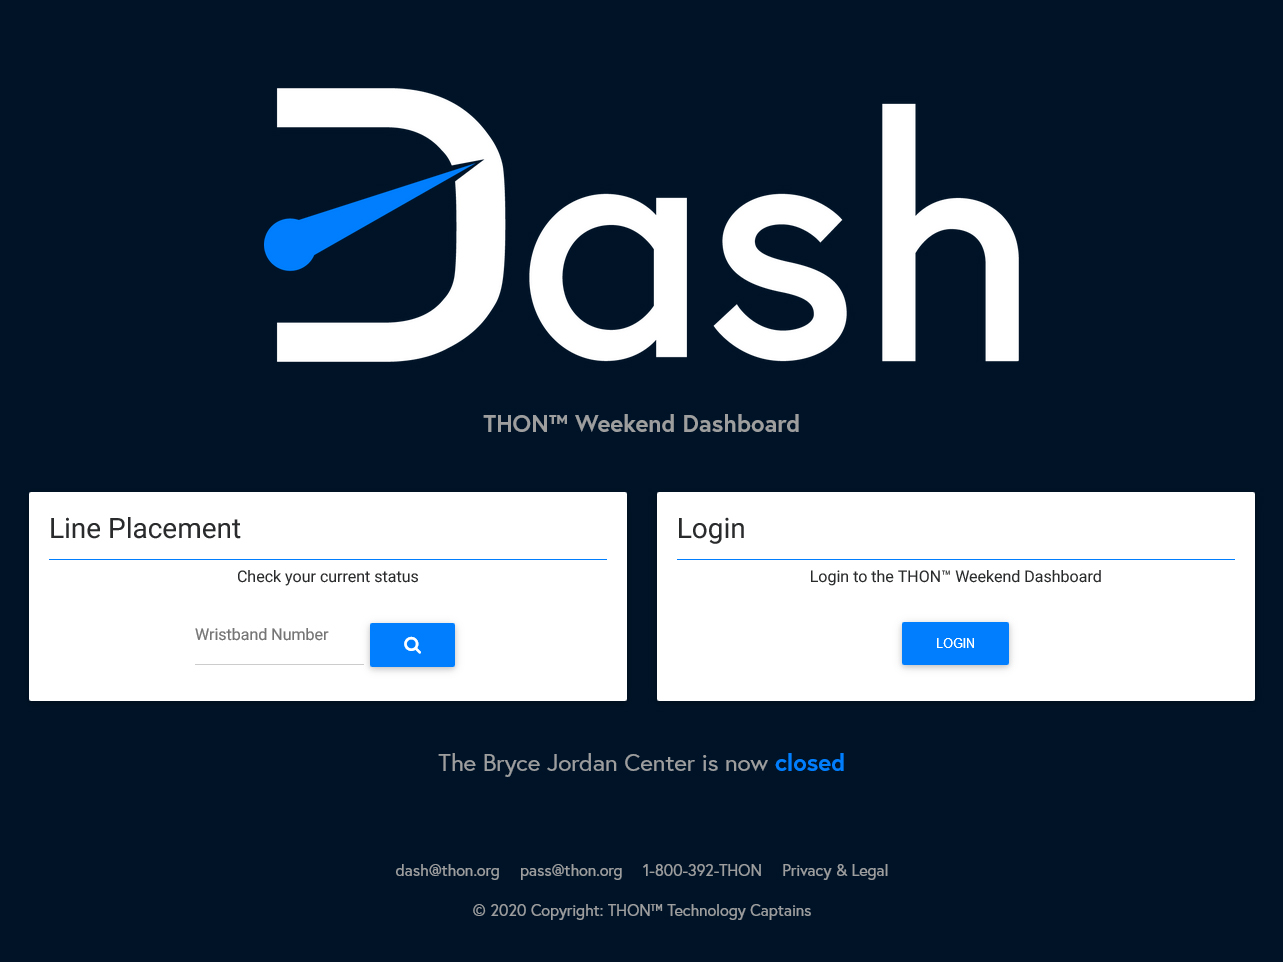 Dash
THON™ Weekend Dashboard
Line Placement
Check your current status
Wristband Number
Login
Login to the THON™ Weekend Dashboard
LOGIN
The Bryce Jordan Center is now closed
dash@thon.org pass@thon.org 1-800-392-THON Privacy & Legal
© 2020 Copyright: THON™ Technology Captains